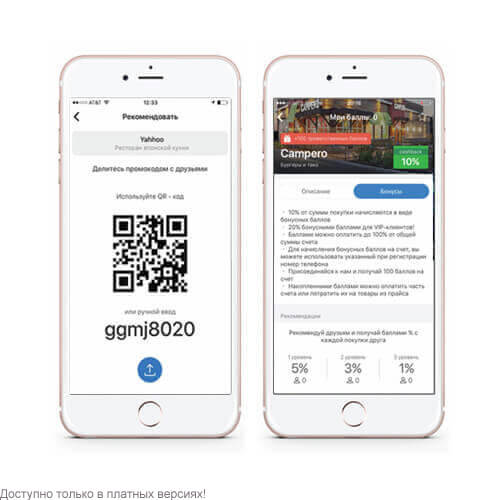 AT&T 12:33
Рекомендовать
Yahhoo
Ресторан японской кухни
Делитесь промокодом с друзьями
Используйте QR - код
или ручной ввод
ggmj8020
Мои баллы: 0
+100 приветственных баллов
Campero
Бургеры и тако
cashback
10%
Описание
Бонусы
· 10% от суммы покупки начисляются в виде
бонусных баллов
· 20% бонусными баллами для VIP-клиентов!
· Баллами можно оплатить до 100% от общей
суммы счета
· Для начисления бонусных баллов на счет, вы
можете использовать указанный при регистрации
номер телефона
· Присоединяйся к нам и получай 100 баллов на
счет
· Накопленными баллами можно оплатить часть
счета или потратить их на товары из прайса
Рекомендации
Рекомендуй друзьям и получай баллы % с
каждой покупки друга
1 уровень 2 уровень 3 уровень
5% 3% 1%
0 0 0
Доступно только в платных версиях!